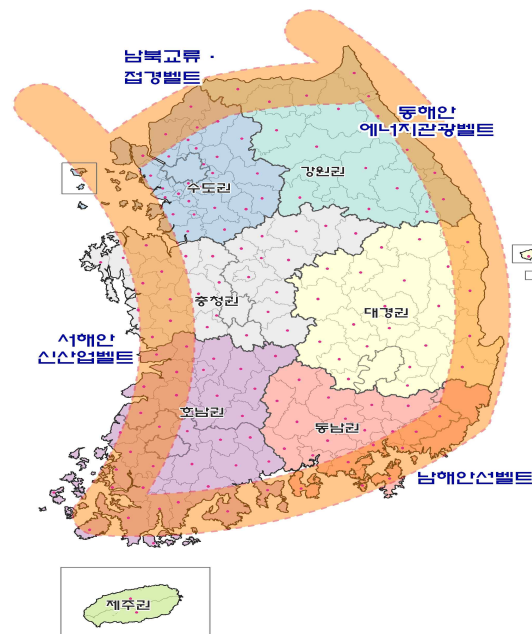 남북교류·
접경벨트
동해안
에너지관광벨트
강원권
수도권
충청권
대경권
서해안
신산업벨트
호남권
동남권
남해안선벨트
제주권